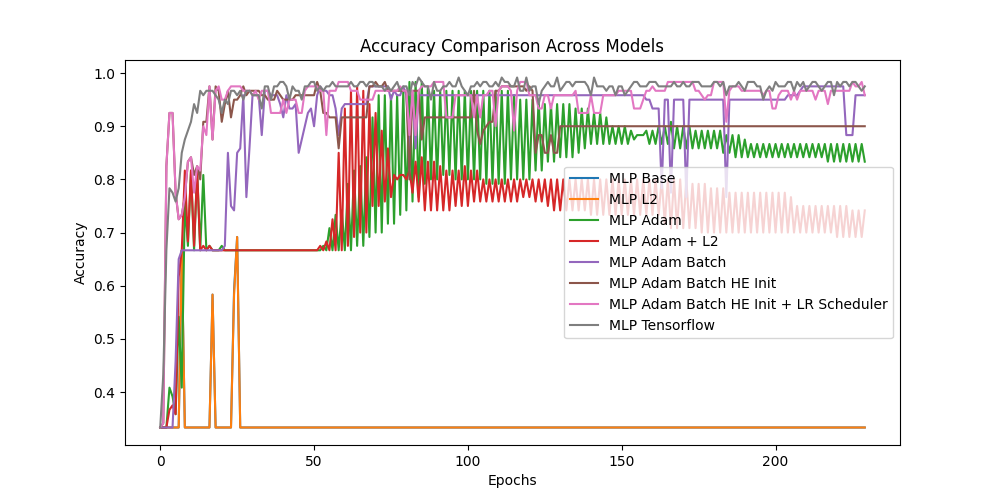 Accuracy Comparison Across Models
1.0
0.9
0.8
0.7
0.6
0.5
0.4
Accuracy
MLP Base
MLP L2
MLP Adam
MLP Adam + L2
MLP Adam Batch
MLP Adam Batch HE Init
MLP Adam Batch HE Init + LR Scheduler
MLP Tensorflow
0 50 100 150 200
Epochs